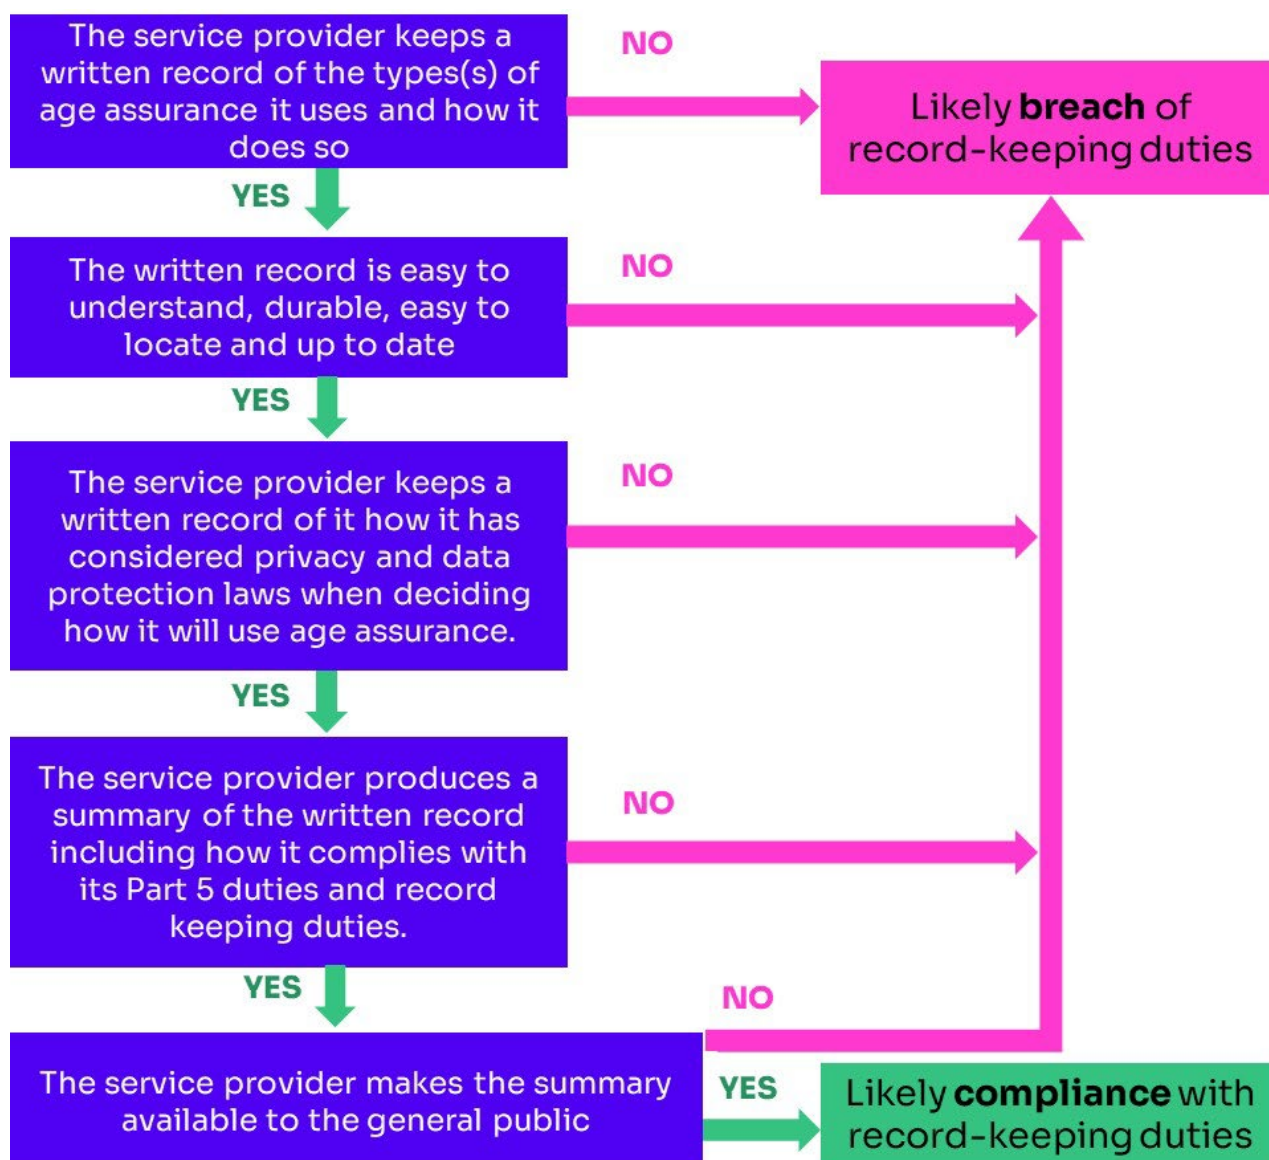 The service provider keeps a
written record of the types(s) of
age assurance it uses and how it
does so
NO
Likely breach of
record-keeping duties
YES
The written record is easy to
understand, durable, easy to
locate and up to date
NO
YES
The service provider keeps a
written record of it how it has
considered privacy and data
protection laws when deciding
how it will use age assurance.
NO
YES
The service provider produces a
summary of the written record
including how it complies with
its Part 5 duties and record
keeping duties.
NO
YES
The service provider makes the summary
available to the general public
NO
YES
Likely compliance with
record-keeping duties